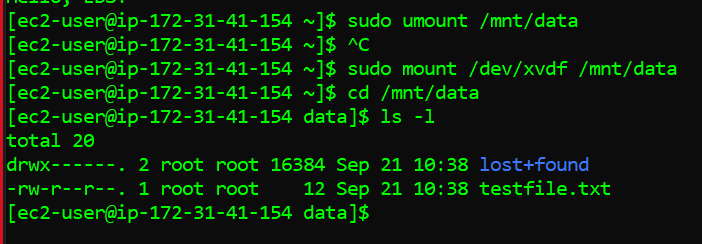 Hello, EBS!
[ec2-user@ip-172-31-41-154 ~]$ sudo umount /mnt/data
[ec2-user@ip-172-31-41-154 ~]$ ^C
[ec2-user@ip-172-31-41-154 ~]$ sudo mount /dev/xvdf /mnt/data
[ec2-user@ip-172-31-41-154 ~]$ cd /mnt/data
[ec2-user@ip-172-31-41-154 data]$ ls -l
total 20
drwx------. 2 root root 16384 Sep 21 10:38 lost+found
-rw-r--r--. 1 root root    12 Sep 21 10:38 testfile.txt
[ec2-user@ip-172-31-41-154 data]$